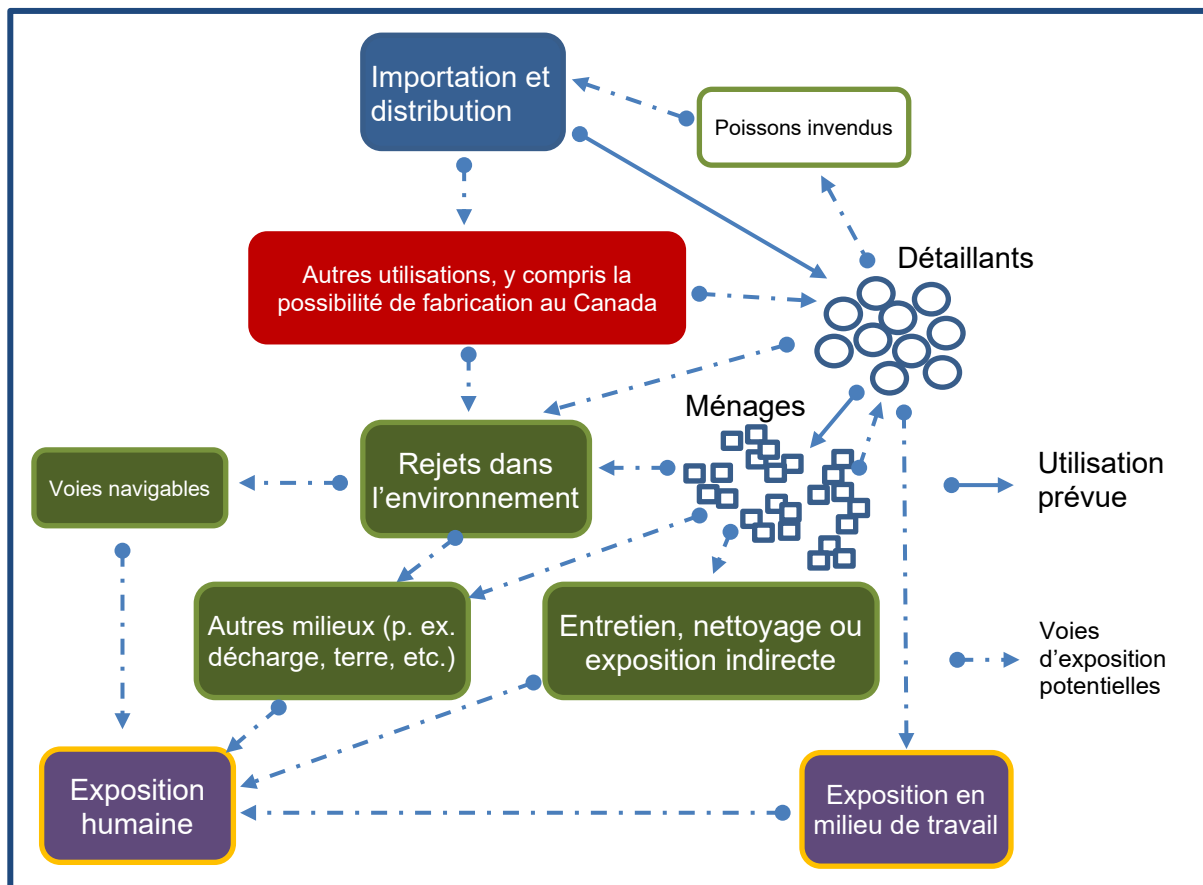 Importation et
distribution
Poissons invendus
Autres utilisations, y compris la
possibilité de fabrication au Canada
Détaillants
Ménages
Rejets dans
l’environnement
Voies navigables
Utilisation
prévue
Autres milieux (p. ex.
décharge, terre, etc.)
Entretien, nettoyage ou
exposition indirecte
Voies
d’exposition
potentielles
Exposition
humaine
Exposition en
milieu de travail